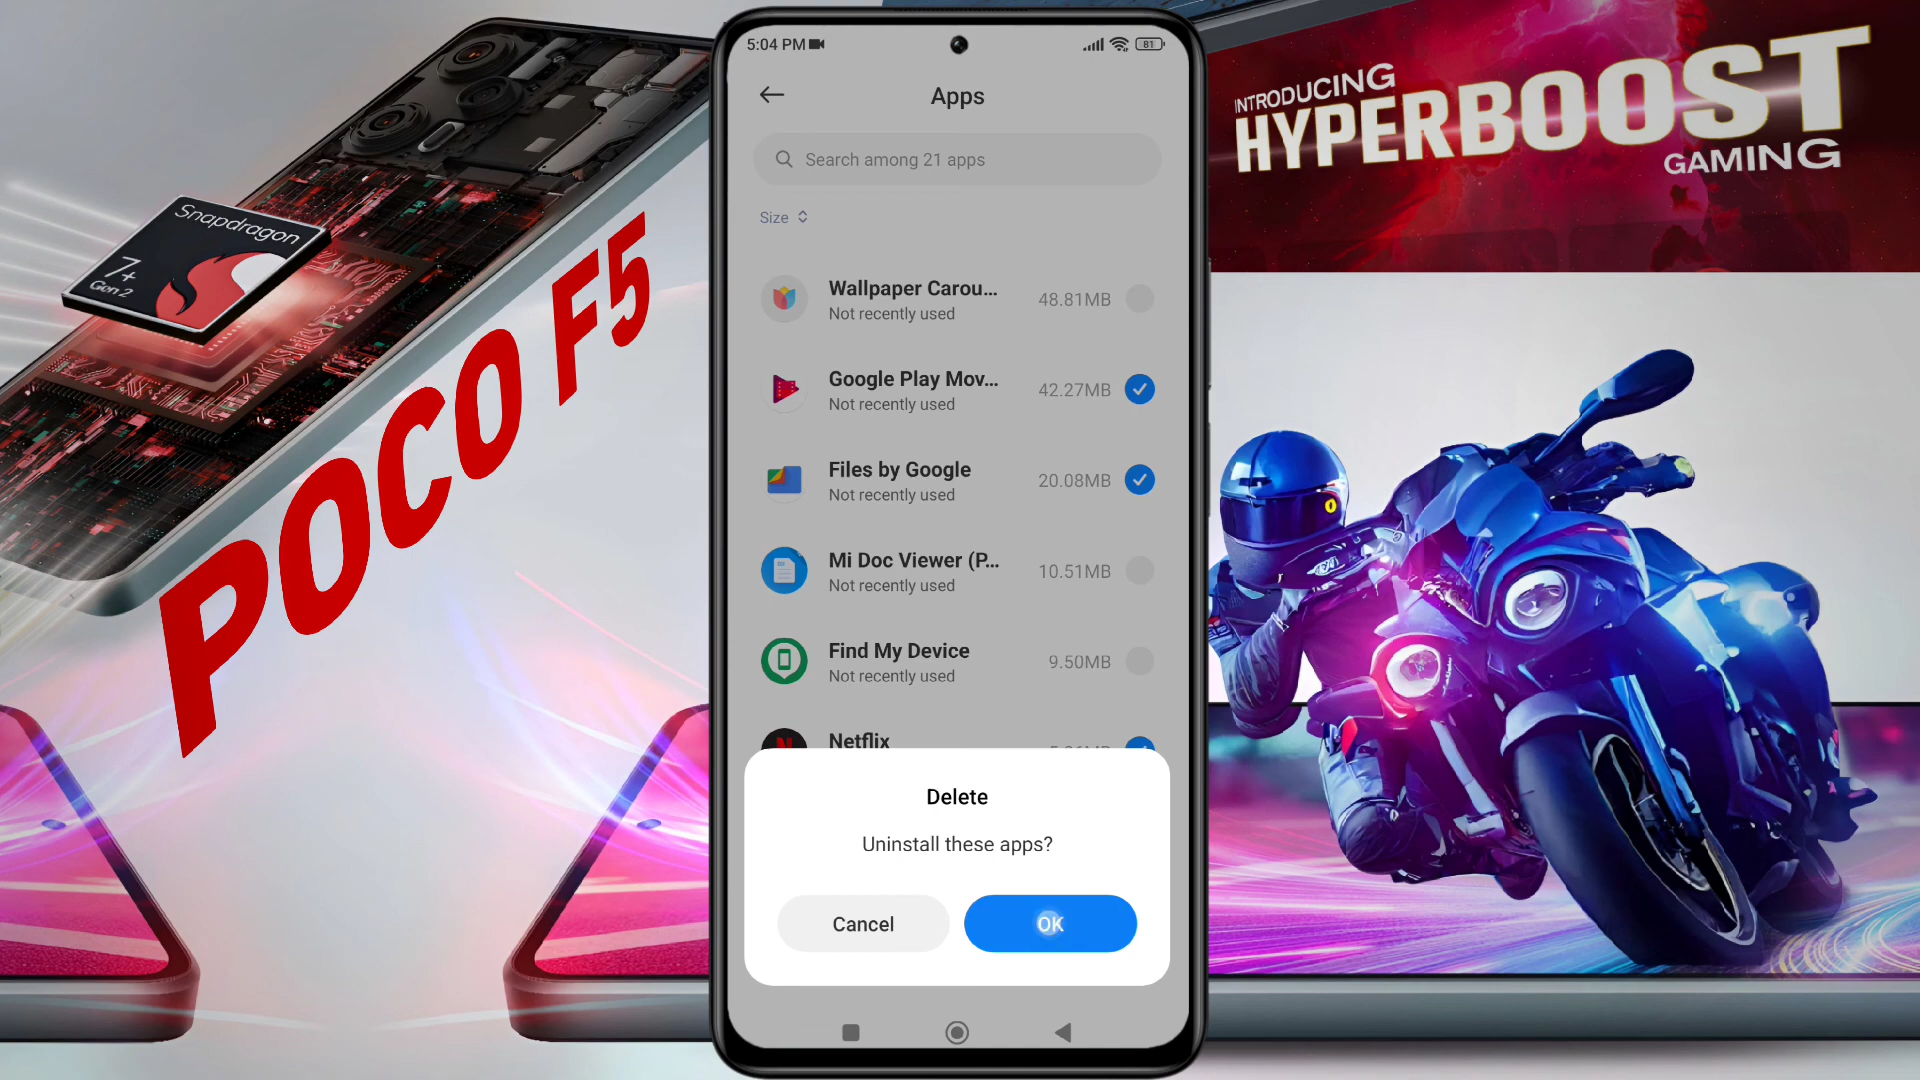 Snapdragon
7+
Gen 2
POCO F5
5:04 PM
81
Apps
Search among 21 apps
Size
Wallpaper Carou...
Not recently used
48.81MB
Google Play Mov...
Not recently used
42.27MB
Files by Google
Not recently used
20.08MB
Mi Doc Viewer (P...
Not recently used
10.51MB
Find My Device
Not recently used
9.50MB
Netflix
Delete
Uninstall these apps?
Cancel
OK
INTRODUCING
HYPERBOOST
GAMING